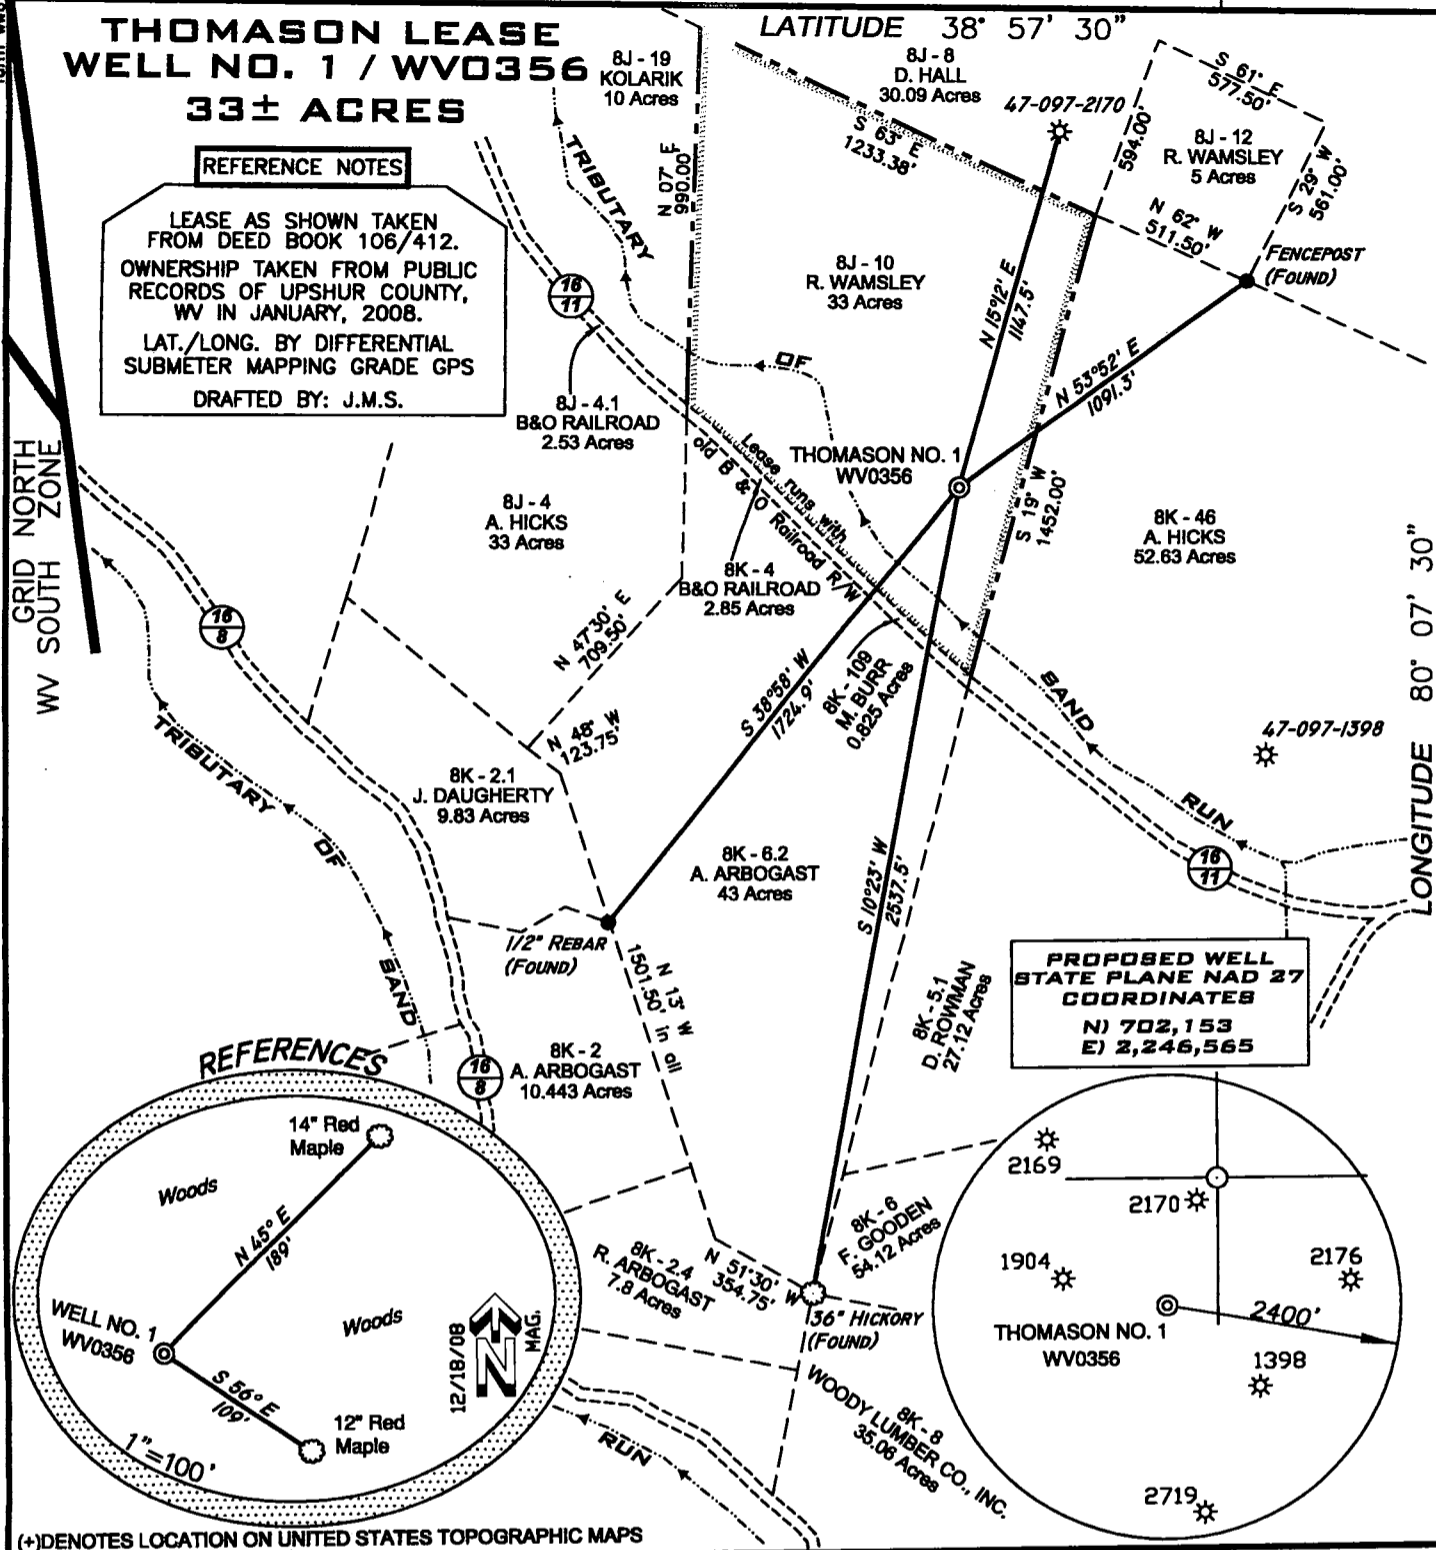 THOMASON LEASE
WELL NO. 1 / WV0356
33± ACRES
LATITUDE 38° 57' 30"
REFERENCE NOTES
LEASE AS SHOWN TAKEN
FROM DEED BOOK 106/412.
OWNERSHIP TAKEN FROM PUBLIC
RECORDS OF UPSHUR COUNTY,
WV IN JANUARY, 2008.
LAT./LONG. BY DIFFERENTIAL
SUBMETER MAPPING GRADE GPS
DRAFTED BY: J.M.S.
8J - 19
KOLARIK
10 Acres
8J - 8
D. HALL
30.09 Acres
47-097-2170
S 61° E
577.50'
594.00'
8J - 12
R. WAMSLEY
5 Acres
S 29° W
561.00'
N 62° W
511.50'
FENCEPOST
(FOUND)
S 63° E
1233.38'
N 07° E
990.00'
TRIBUTARY
OF
BAND
RUN
8J - 10
R. WAMSLEY
33 Acres
N 15°12' E
1147.5'
N 53°52' E
1091.3'
16
11
8J - 4.1
B&O RAILROAD
2.53 Acres
THOMASON NO. 1
WV0356
Lease runs with
old B & O Railroad R/W
S 19° W
1452.00'
8J - 4
A. HICKS
33 Acres
8K - 4
B&O RAILROAD
2.85 Acres
8K - 46
A. HICKS
52.63 Acres
GRID NORTH
WV SOUTH ZONE
LONGITUDE 80° 07' 30"
16
8
N 47°30' E
709.50'
S 38°58' W
1724.9'
8K - 109
M. BURR
0.825 Acres
47-097-1398
N 48° W
123.75'
TRIBUTARY
OF
BAND
RUN
8K - 2.1
J. DAUGHERTY
9.83 Acres
8K - 6.2
A. ARBOGAST
43 Acres
S 10°23' W
2537.5'
16
11
1/2" REBAR
(FOUND)
N 13° W
1501.50' in all
8K - 5.1
D. ROWMAN
27.12 Acres
PROPOSED WELL
STATE PLANE NAD 27
COORDINATES
N) 702,153
E) 2,246,565
16
8
8K - 2
A. ARBOGAST
10.443 Acres
REFERENCES
14" Red
Maple
Woods
N 45° E
189'
WELL NO. 1
WV0356
Woods
S 56° E
109'
12" Red
Maple
1"=100'
12/18/08
N
MAG.
8K - 2.4
R. ARBOGAST
7.8 Acres
N 51°30' W
354.75'
8K - 6
F. GOODEN
54.12 Acres
36" HICKORY
(FOUND)
8K - 8
WOODY LUMBER CO., INC.
35.06 Acres
2169
2170
1904
2176
2400'
THOMASON NO. 1
WV0356
1398
2719
(+)DENOTES LOCATION ON UNITED STATES TOPOGRAPHIC MAPS